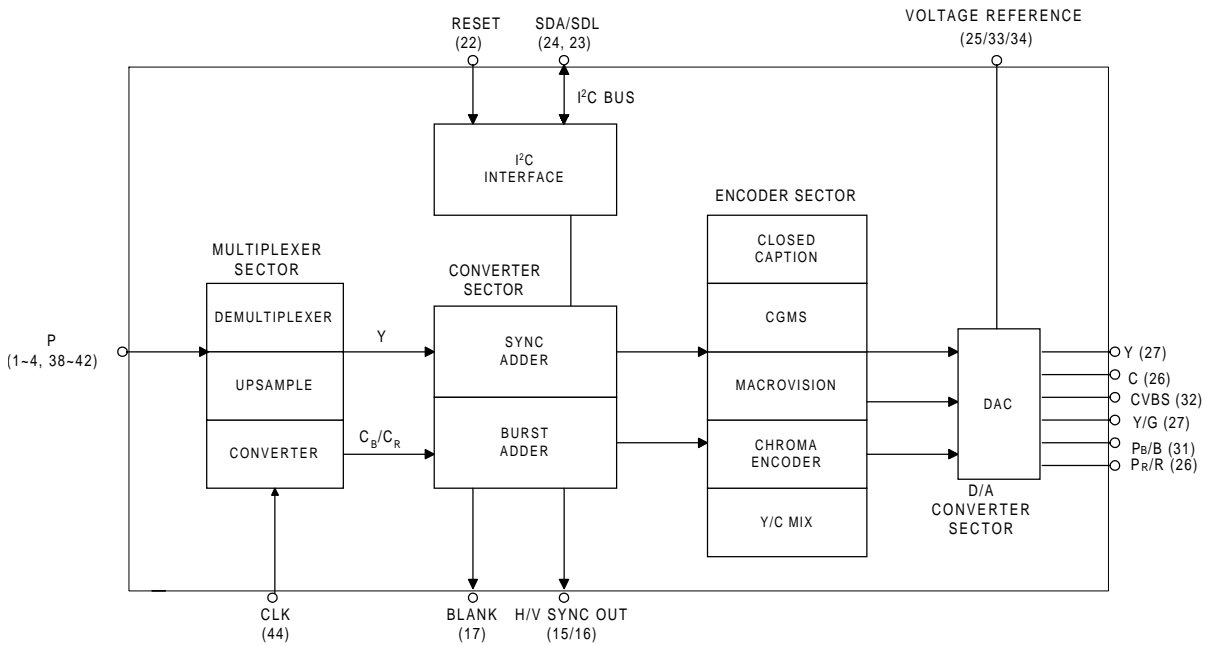 RESET
(22)
SDA/SDL
(24, 23)
VOLTAGE REFERENCE
(25/33/34)
I²C BUS
I²C
INTERFACE
ENCODER SECTOR
CLOSED
CAPTION
CGMS
MACROVISION
CHROMA
ENCODER
Y/C MIX
MULTIPLEXER
SECTOR
DEMULTIPLEXER
UPSAMPLE
CONVERTER
CONVERTER
SECTOR
SYNC
ADDER
BURST
ADDER
P
(1~4, 38~42)
Y
CB/CR
DAC
D/A
CONVERTER
SECTOR
Y (27)
C (26)
CVBS (32)
Y/G (27)
PB/B (31)
PR/R (26)
CLK
(44)
BLANK
(17)
H/V SYNC OUT
(15/16)